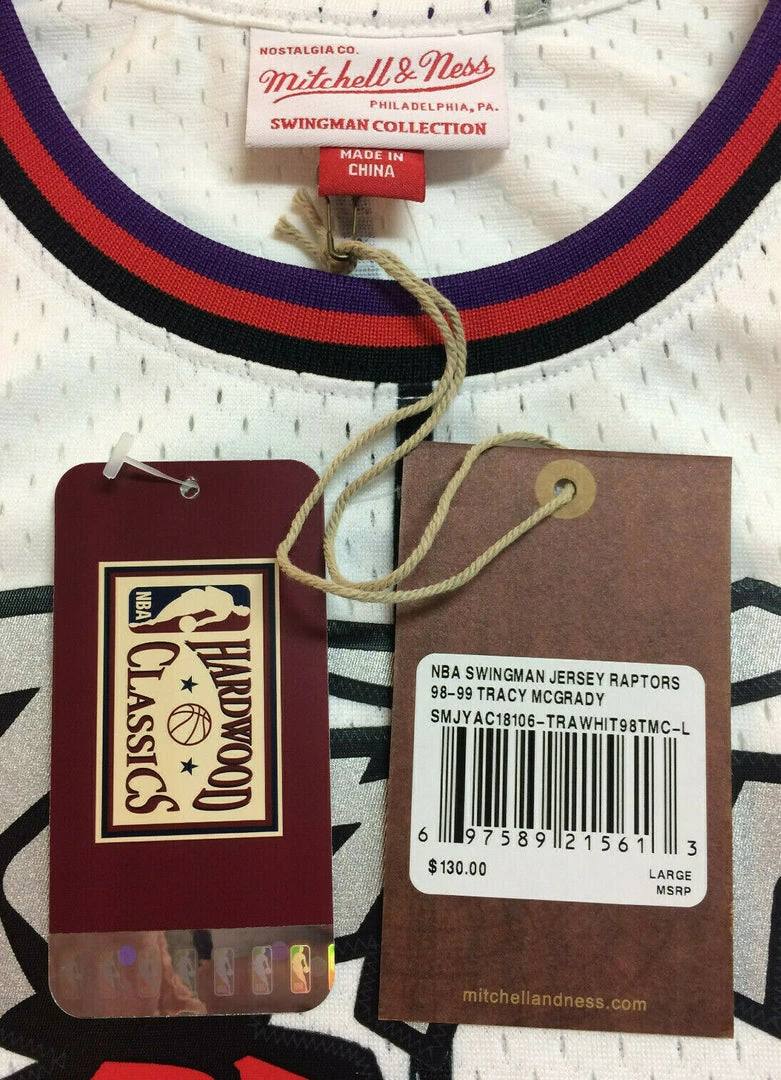 NOSTALGIA CO.
Mitchell & Ness
PHILADELPHIA, PA.
SWINGMAN COLLECTION
MADE IN
CHINA
NBA
HARDWOOD
CLASSICS
NBA SWINGMAN JERSEY RAPTORS
98-99 TRACY MCGRADY
SMJYAC18106-TRAWHIT98TMC-L
6 97589 21561 3
$130.00
LARGE
MSRP
mitchellandness.com